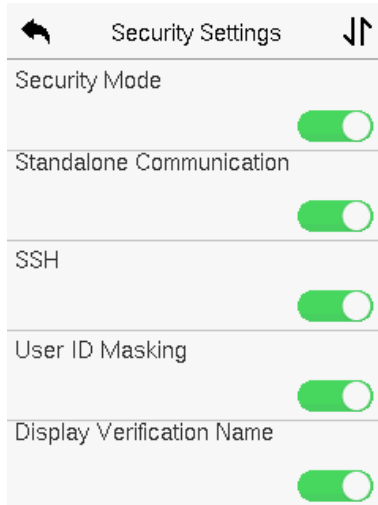 Security Settings
Security Mode
Standalone Communication
SSH
User ID Masking
Display Verification Name